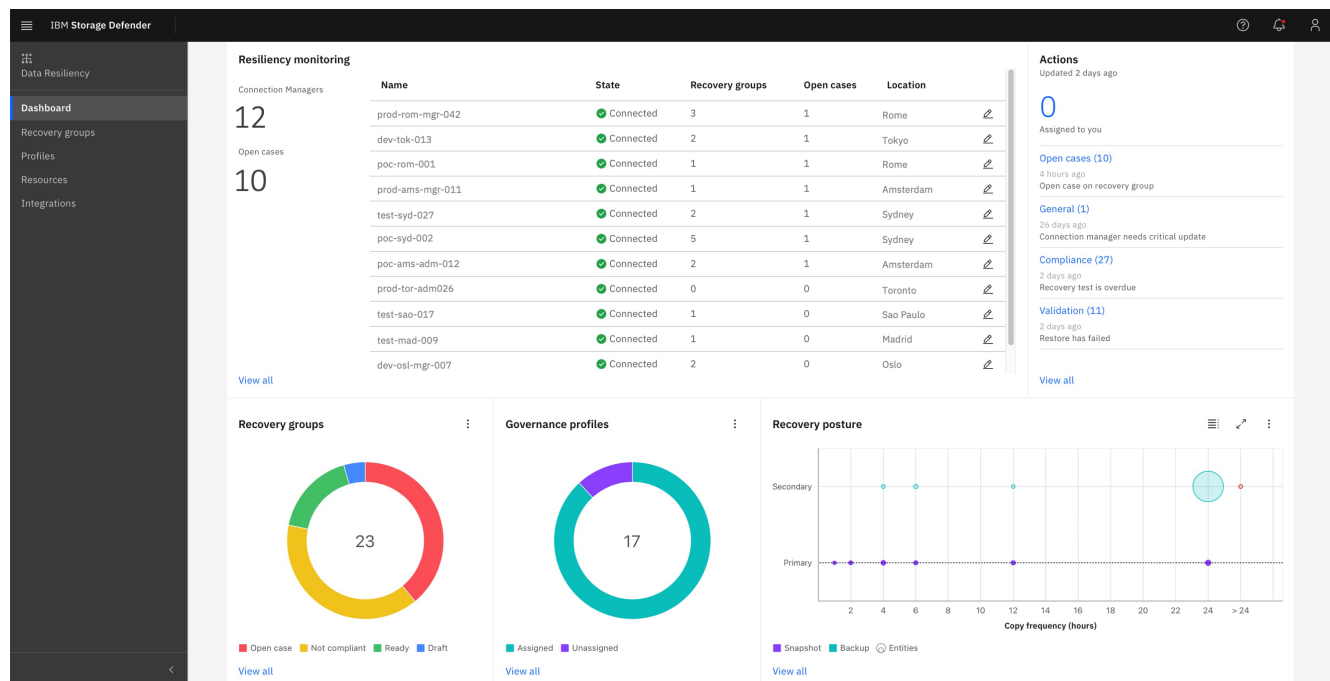 IBM Storage Defender
Data Resiliency
Dashboard
Recovery groups
Profiles
Resources
Integrations
Resiliency monitoring
Connection Managers
12
Open cases
10
View all
Name State Recovery groups Open cases Location
prod-rom-mgr-042 Connected 3 1 Rome
dev-tok-013 Connected 2 1 Tokyo
poc-rom-001 Connected 1 1 Rome
prod-ams-mgr-011 Connected 1 1 Amsterdam
test-syd-027 Connected 2 1 Sydney
poc-syd-002 Connected 5 1 Sydney
poc-ams-adm-012 Connected 2 1 Amsterdam
prod-tor-adm026 Connected 0 0 Toronto
test-sao-017 Connected 1 0 Sao Paulo
test-mad-009 Connected 1 0 Madrid
dev-osl-mgr-007 Connected 2 0 Oslo
Actions
Updated 2 days ago
0
Assigned to you
Open cases (10)
4 hours ago
Open case on recovery group
General (1)
26 days ago
Connection manager needs critical update
Compliance (27)
2 days ago
Recovery test is overdue
Validation (11)
2 days ago
Restore has failed
View all
Recovery groups
23
Open case Not compliant Ready Draft
View all
Governance profiles
17
Assigned Unassigned
View all
Recovery posture
Secondary
Primary
2 4 6 8 10 12 14 16 18 20 22 24 > 24
Copy frequency (hours)
Snapshot Backup Entities
View all